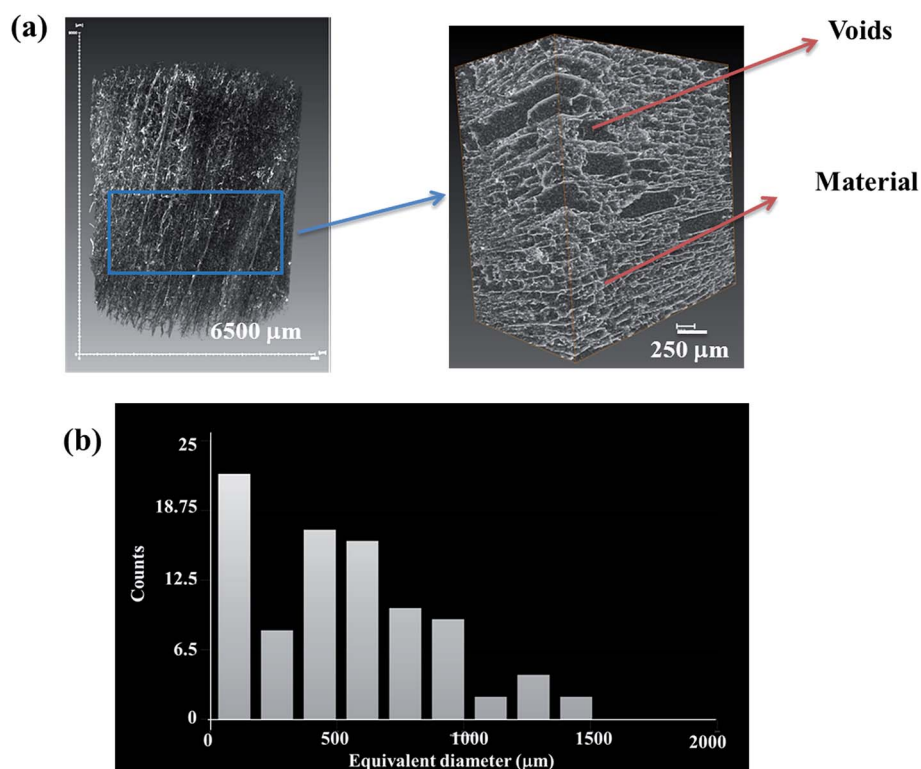 (a)
Voids
Material
6500 μm
250 μm
(b)
25
18.75
12.5
6.5
0
Counts
0
500
1000
1500
2000
Equivalent diameter (μm)